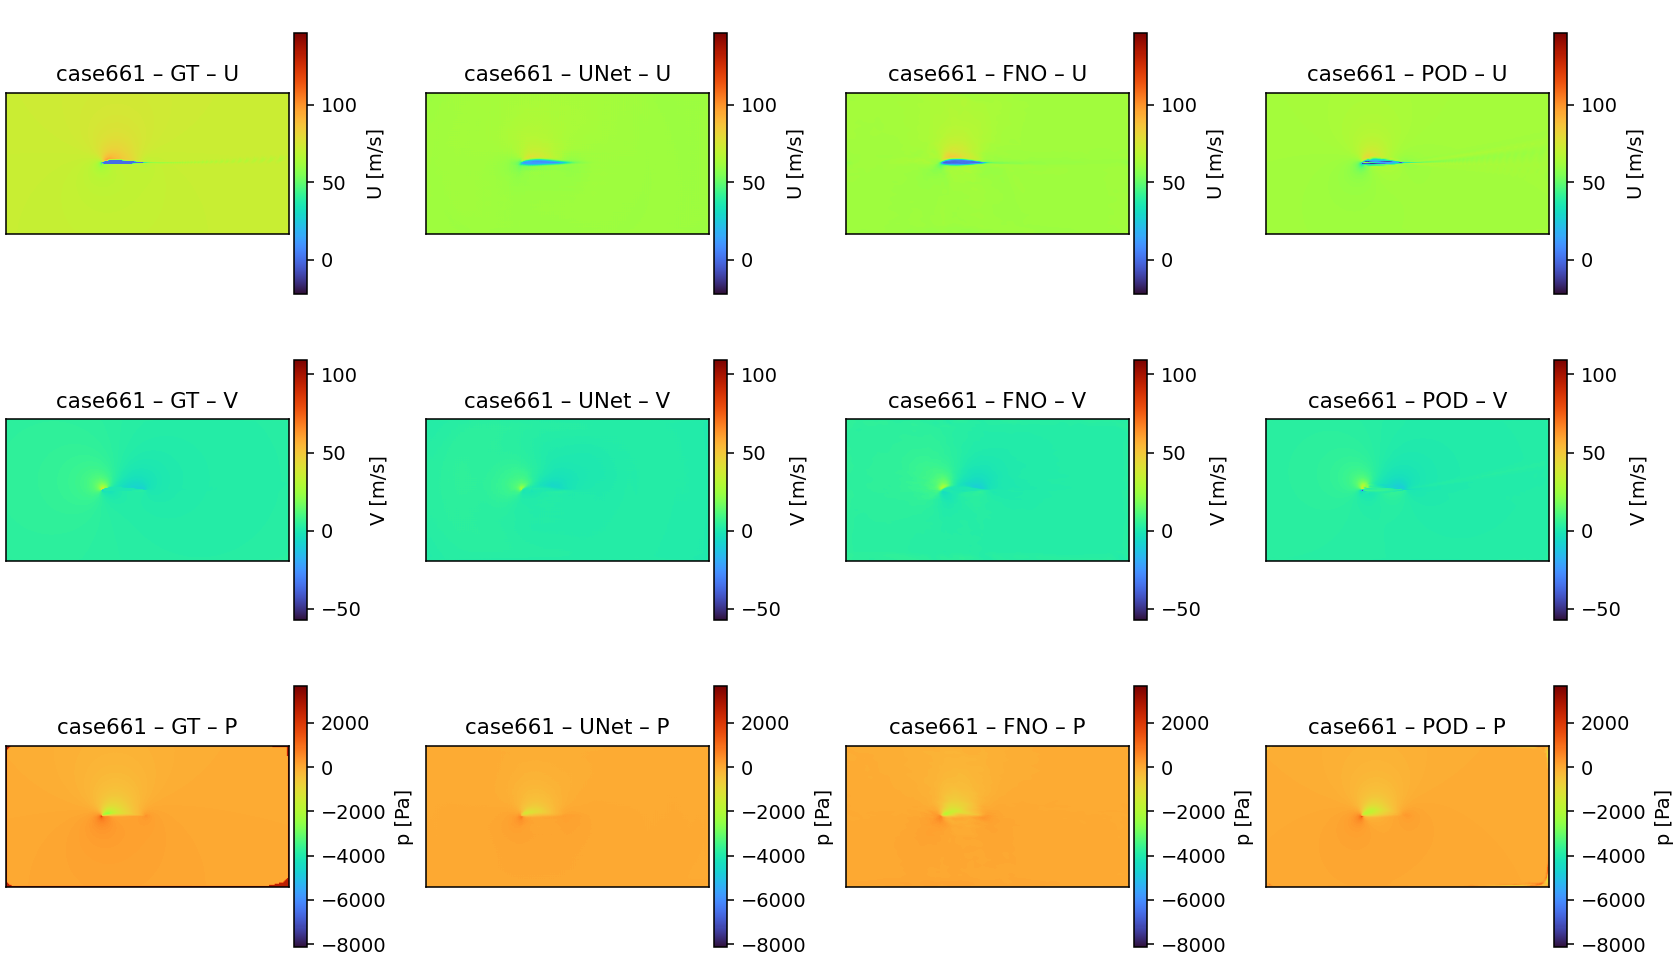 case661 – GT – U
100
50
0
U [m/s]
case661 – UNet – U
100
50
0
U [m/s]
case661 – FNO – U
100
50
0
U [m/s]
case661 – POD – U
100
50
0
U [m/s]
case661 – GT – V
100
50
0
−50
V [m/s]
case661 – UNet – V
100
50
0
−50
V [m/s]
case661 – FNO – V
100
50
0
−50
V [m/s]
case661 – POD – V
100
50
0
−50
V [m/s]
case661 – GT – P
2000
0
−2000
−4000
−6000
−8000
p [Pa]
case661 – UNet – P
2000
0
−2000
−4000
−6000
−8000
p [Pa]
case661 – FNO – P
2000
0
−2000
−4000
−6000
−8000
p [Pa]
case661 – POD – P
2000
0
−2000
−4000
−6000
−8000
p [Pa]